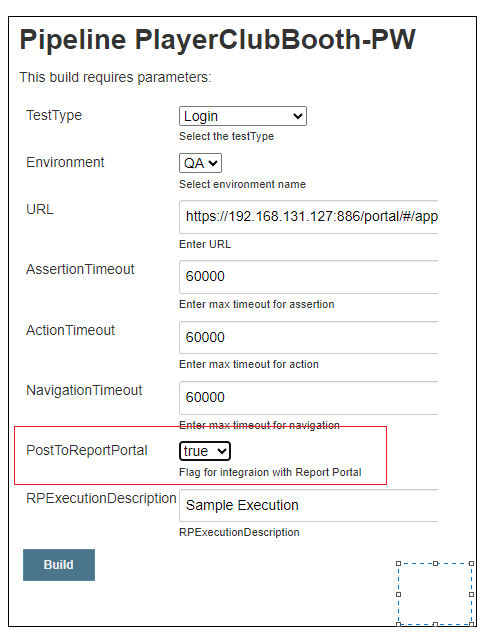 Pipeline PlayerClubBooth-PW
This build requires parameters:
TestType
Login
Select the testType
Environment
QA
Select environment name
URL
https://192.168.131.127:886/portal/#/app
Enter URL
AssertionTimeout
60000
Enter max timeout for assertion
ActionTimeout
60000
Enter max timeout for action
NavigationTimeout
60000
Enter max timeout for navigation
PostToReportPortal
true
Flag for integraion with Report Portal
RPExecutionDescription
Sample Execution
RPExecutionDescription
Build